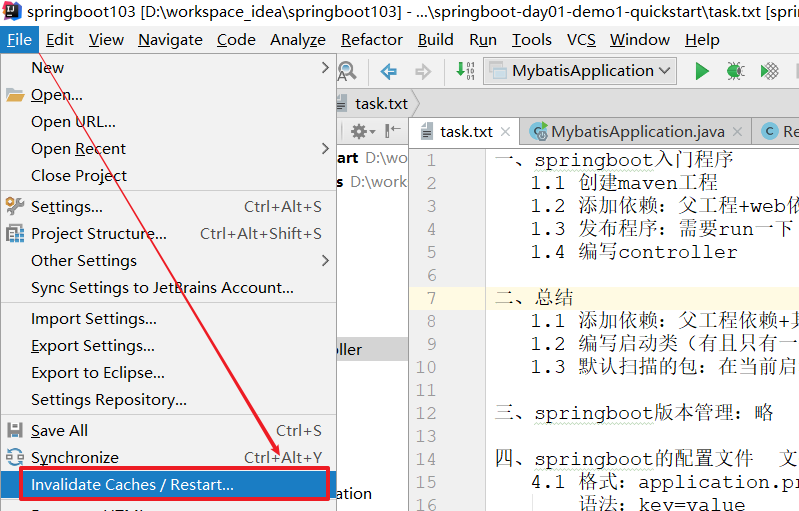 springboot103 [D:\workspace_idea\springboot103] - ...\springboot-day01-demo1-quickstart\task.txt [spring
File Edit View Navigate Code Analyze Refactor Build Run Tools VCS Window Help
New
MybatisApplication
Open...
task.txt
Open URL...
task.txt MybatisApplication.java Re
Open Recent
Close Project
Settings... Ctrl+Alt+S
Project Structure... Ctrl+Alt+Shift+S
Other Settings
Sync Settings to JetBrains Account...
Import Settings...
Export Settings...
Export to Eclipse...
Settings Repository...
Save All Ctrl+S
Synchronize Ctrl+Alt+Y
Invalidate Caches / Restart...
art D:\wo
s D:\work
ller
ation
1 一、springboot入门程序
2 1.1 创建maven工程
3 1.2 添加依赖：父工程+web依
4 1.3 发布程序：需要run一下
5 1.4 编写controller
6
7 二、总结
8 1.1 添加依赖：父工程依赖+其
9 1.2 编写启动类（有且只有一
10 1.3 默认扫描的包：在当前启
11
12 三、springboot版本管理：略
13
14 四、springboot的配置文件 文
15 4.1 格式：application.pr
16 语法：key=value